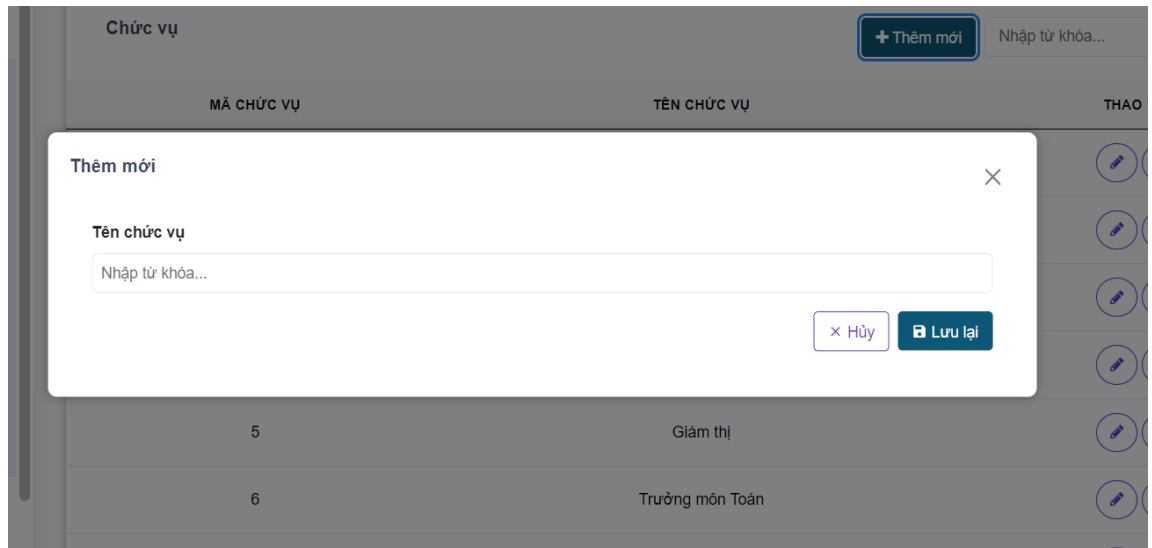 Chức vụ
Thêm mới
Nhập từ khóa...
MÃ CHỨC VỤ TÊN CHỨC VỤ THAO
Thêm mới
Tên chức vụ
Nhập từ khóa...
Hủy Lưu lại
5 Giám thị
6 Trưởng môn Toán